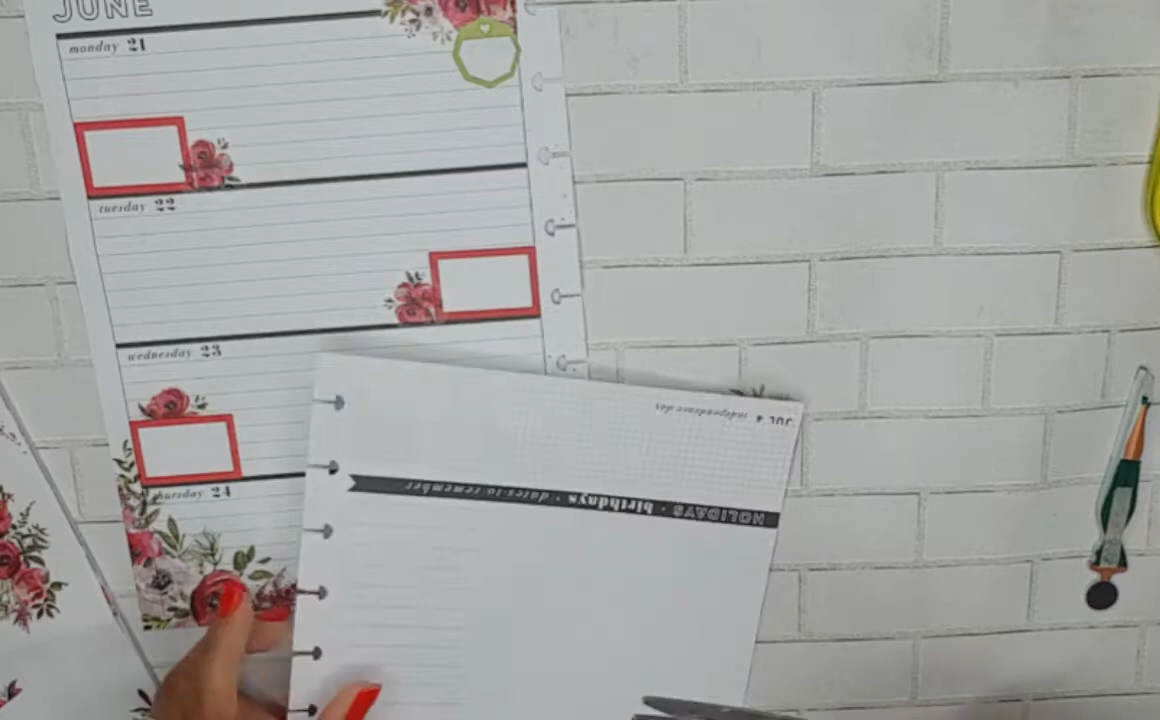 JUNE
monday 21
tuesday 22
wednesday 23
thursday 24
JUL 4 independence day
HOLIDAYS · birthdays · dates to remember